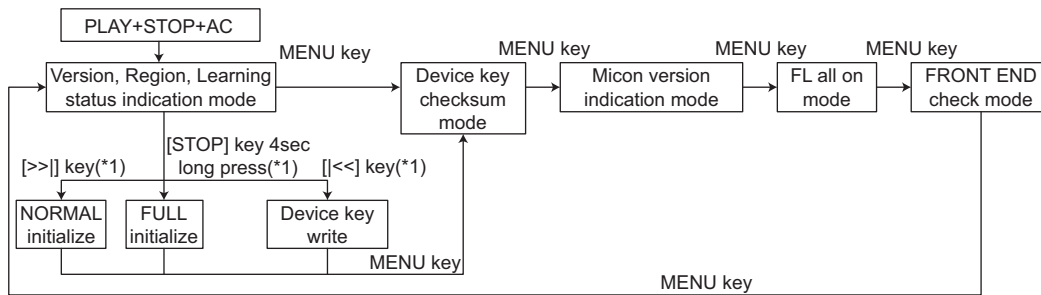 PLAY+STOP+AC
MENU key
MENU key
MENU key
MENU key
Version, Region, Learning
status indication mode
Device key
checksum
mode
Micon version
indication mode
FL all on
mode
FRONT END
check mode
[STOP] key 4sec
long press(*1)
[>>|] key(*1)
[|<<] key(*1)
NORMAL
initialize
FULL
initialize
Device key
write
MENU key
MENU key